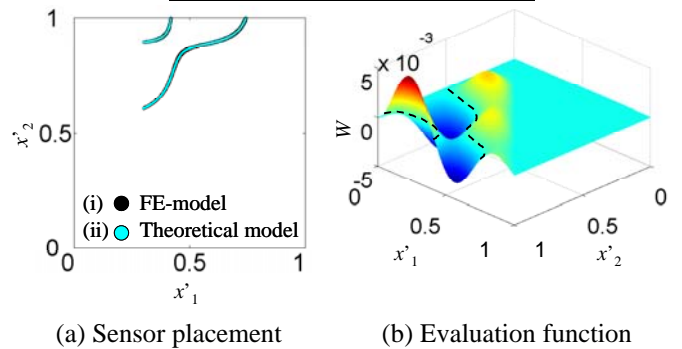 1
0.5
0
x'2
0
0.5
1
x'1
(i) FE-model
(ii) Theoretical model
x 10
-3
5
0
-5
W
0
0.5
1
x'1
1
0.5
0
x'2
(a) Sensor placement
(b) Evaluation function